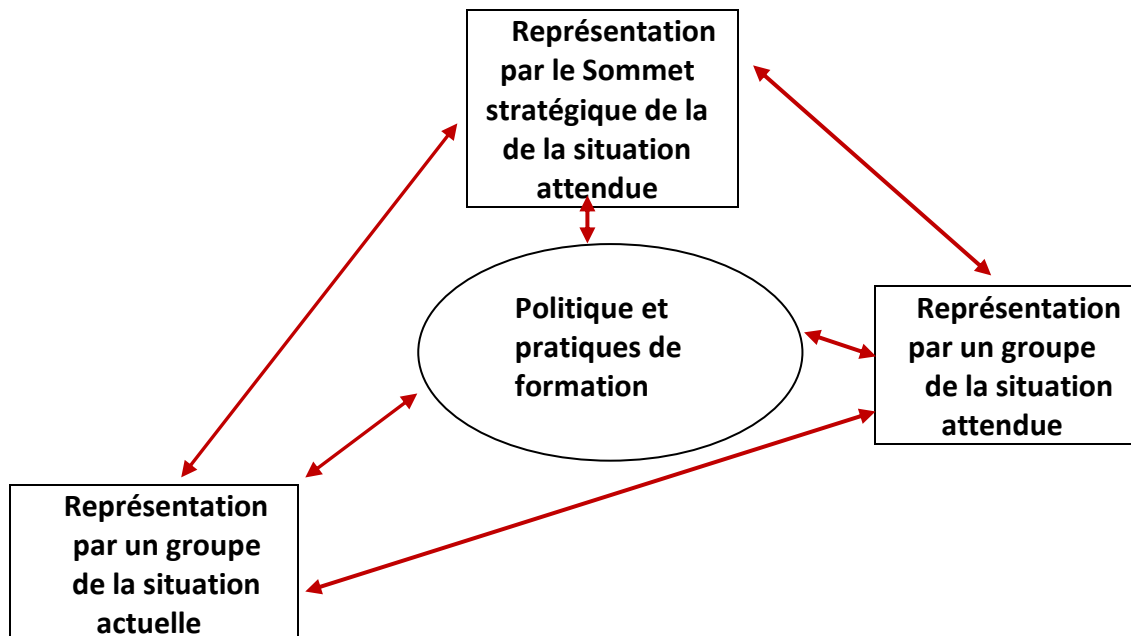 Représentation
par le Sommet
stratégique de la
de la situation
attendue
Politique et
pratiques de
formation
Représentation
par un groupe
de la situation
attendue
Représentation
par un groupe
de la situation
actuelle